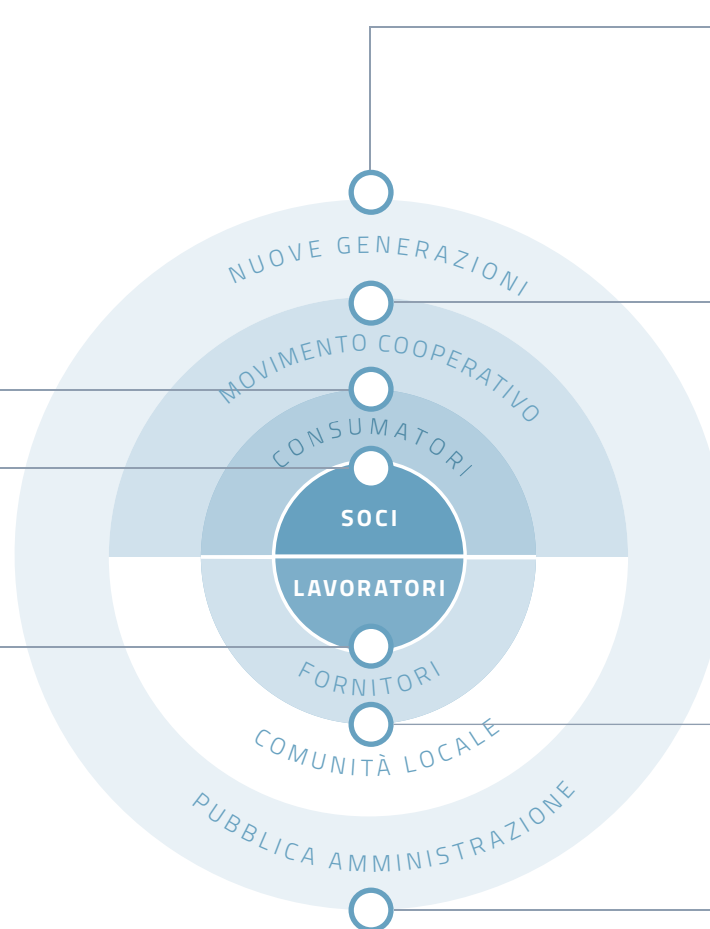 NUOVE GENERAZIONI
MOVIMENTO COOPERATIVO
CONSUMATORI
SOCI
LAVORATORI
FORNITORI
COMUNITÀ LOCALE
PUBBLICA AMMINISTRAZIONE